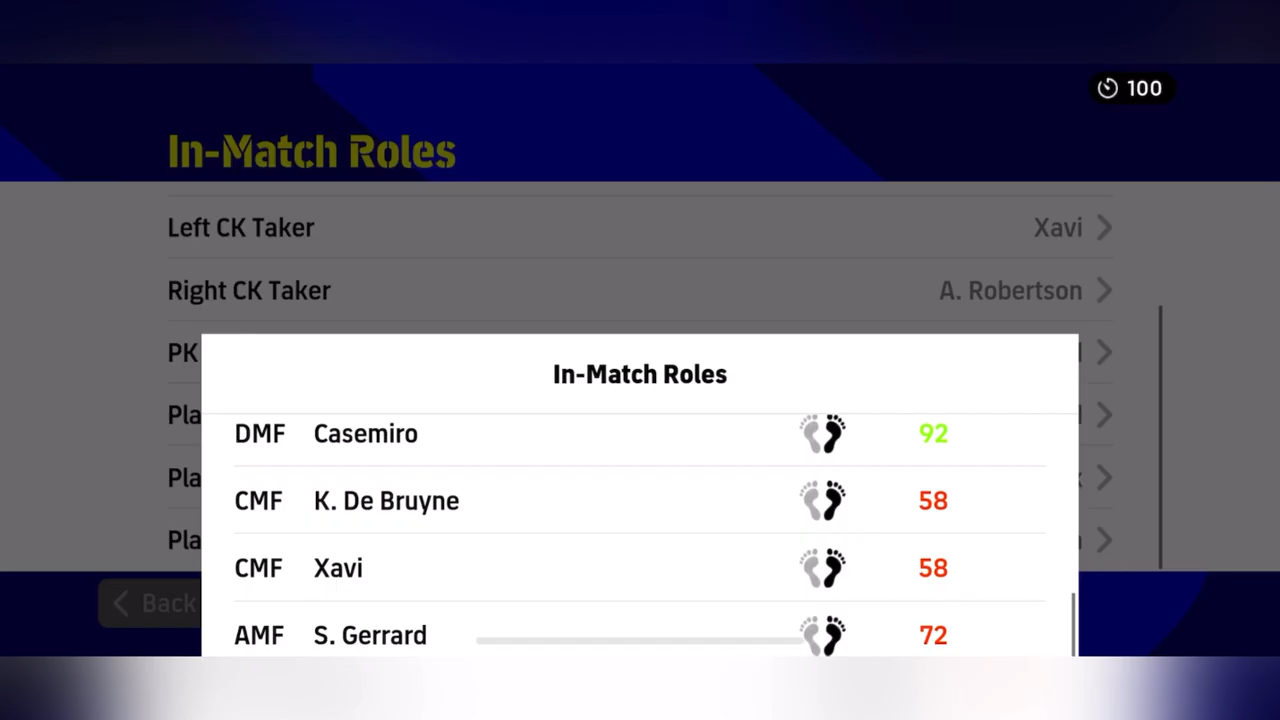 100
In-Match Roles
Left CK Taker Xavi
Right CK Taker A. Robertson
PK
In-Match Roles
DMF Casemiro 92
Pla
CMF K. De Bruyne 58
Pla
CMF Xavi 58
Pla
Back
AMF S. Gerrard 72